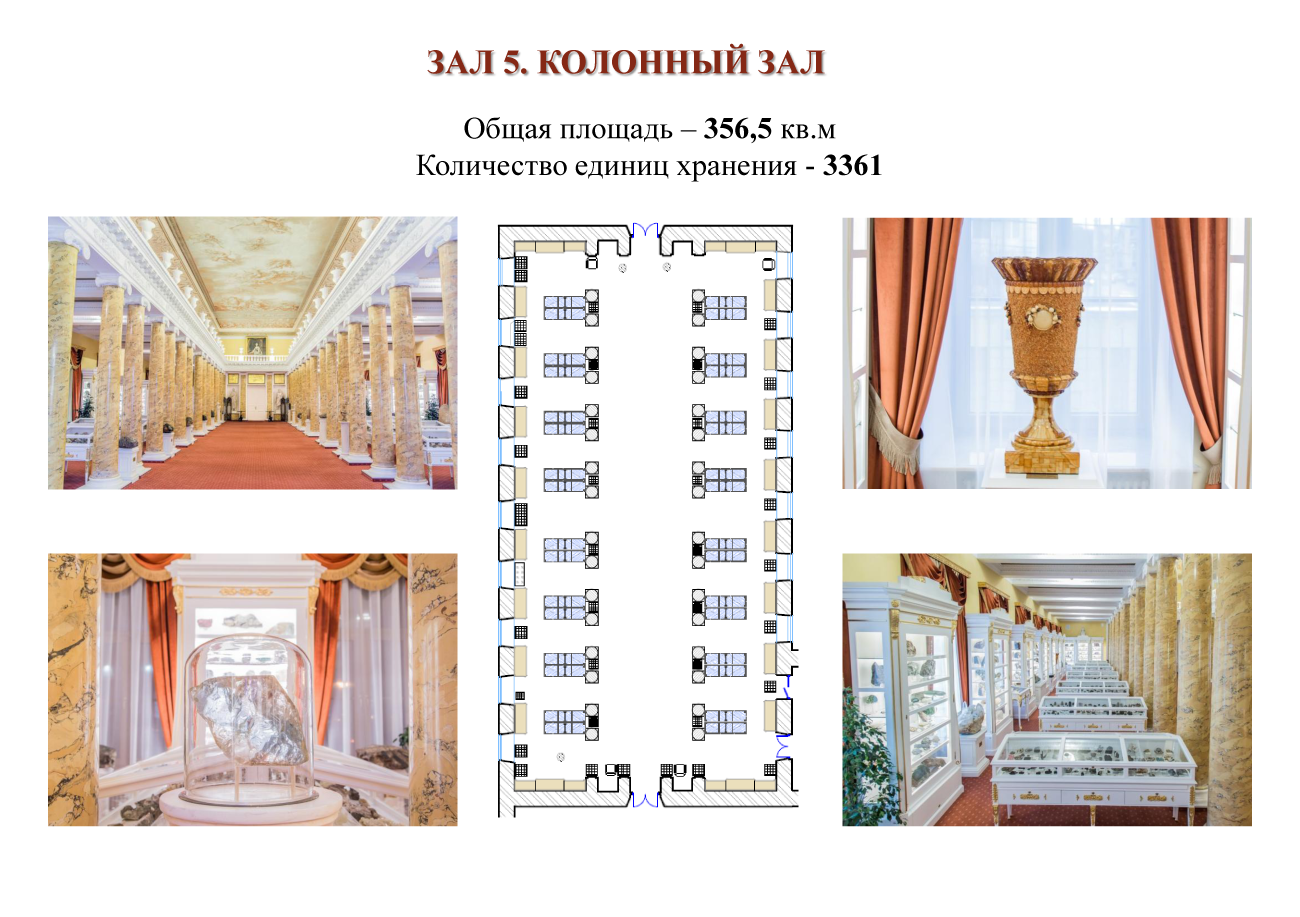 ЗАЛ 5. КОЛОННЫЙ ЗАЛ
Общая площадь – 356,5 кв.м
Количество единиц хранения - 3361